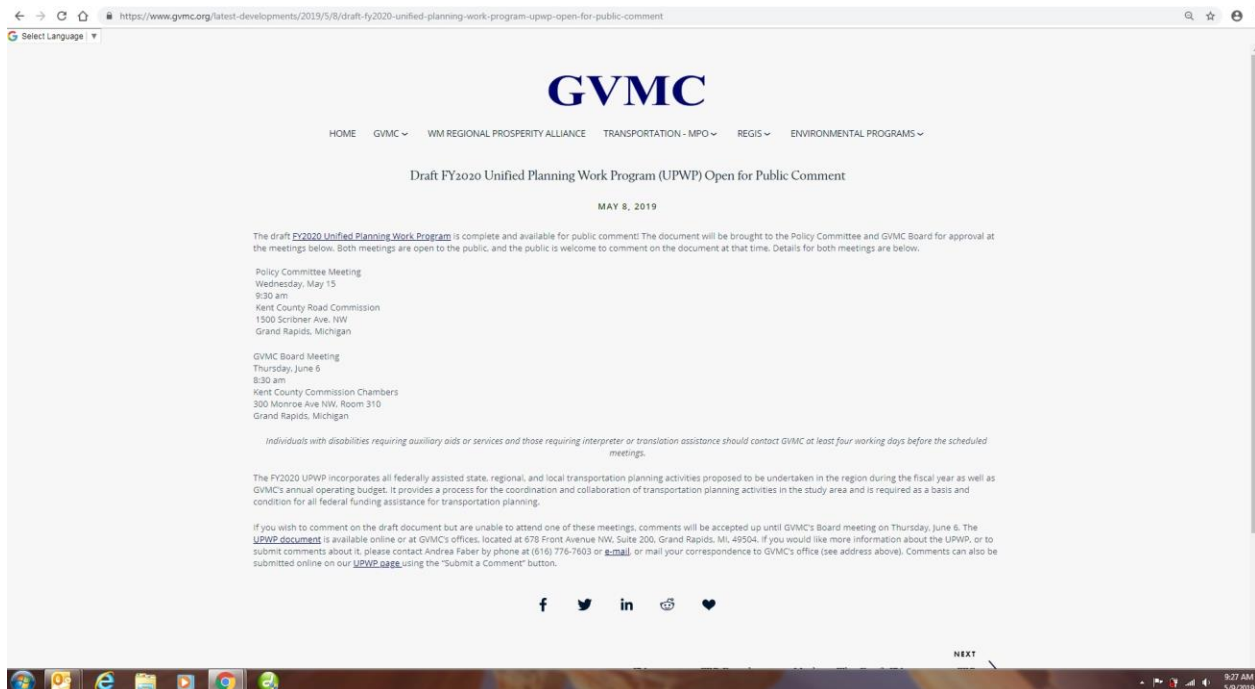 https://www.gvmc.org/latest-developments/2019/5/8/draft-fy2020-unified-planning-work-program-upwp-open-for-public-comment
Select Language ▼
GVMC
HOME GVMC WM REGIONAL PROSPERITY ALLIANCE TRANSPORTATION - MPO REGIS ENVIRONMENTAL PROGRAMS
Draft FY2020 Unified Planning Work Program (UPWP) Open for Public Comment
MAY 8, 2019
The draft FY2020 Unified Planning Work Program is complete and available for public comment! The document will be brought to the Policy Committee and GVMC Board for approval at
the meetings below. Both meetings are open to the public, and the public is welcome to comment on the document at that time. Details for both meetings are below.
Policy Committee Meeting
Wednesday, May 15
9:30 am
Kent County Road Commission
1500 Scribner Ave. NW
Grand Rapids, Michigan
GVMC Board Meeting
Thursday, June 6
8:30 am
Kent County Commission Chambers
300 Monroe Ave NW, Room 310
Grand Rapids, Michigan
Individuals with disabilities requiring auxiliary aids or services and those requiring interpreter or translation assistance should contact GVMC at least four working days before the scheduled
meetings.
The FY2020 UPWP incorporates all federally assisted state, regional, and local transportation planning activities proposed to be undertaken in the region during the fiscal year as well as
GVMC's annual operating budget. It provides a process for the coordination and collaboration of transportation planning activities in the study area and is required as a basis and
condition for all federal funding assistance for transportation planning.
If you wish to comment on the draft document but are unable to attend one of these meetings, comments will be accepted up until GVMC's Board meeting on Thursday, June 6. The
UPWP document is available online or at GVMC's offices, located at 678 Front Avenue NW, Suite 200, Grand Rapids, MI, 49504. If you would like more information about the UPWP, or to
submit comments about it, please contact Andrea Faber by phone at (616) 776-7603 or e-mail, or mail your correspondence to GVMC's office (see address above). Comments can also be
submitted online on our UPWP page using the "Submit a Comment" button.
NEXT
9:27 AM
5/9/2019